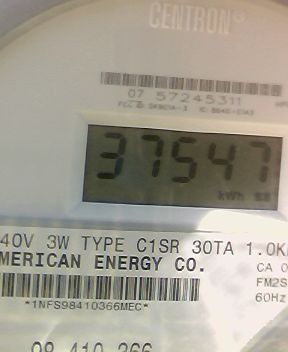 CENTRON®
07 57245311
37547
kWh
40V 3W TYPE C1SR 30TA 1.0K
MERICAN ENERGY CO.
CA 0
FM2S
60Hz
*1NFS98410366MEC*
98 410 366